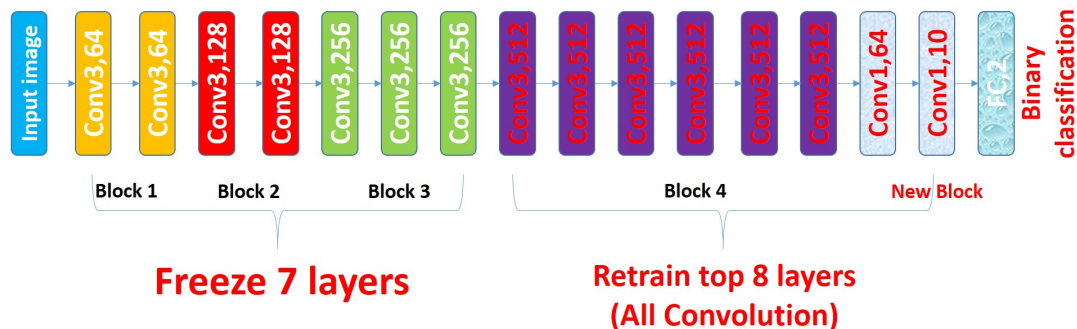 Input image
Conv3,64
Conv3,64
Conv3,128
Conv3,128
Conv3,256
Conv3,256
Conv3,256
Conv3,512
Conv3,512
Conv3,512
Conv3,512
Conv3,512
Conv3,512
Conv1,64
Conv1,10
FC,2
Binary
classification
Block 1
Block 2
Block 3
Block 4
New Block
Freeze 7 layers
Retrain top 8 layers
(All Convolution)